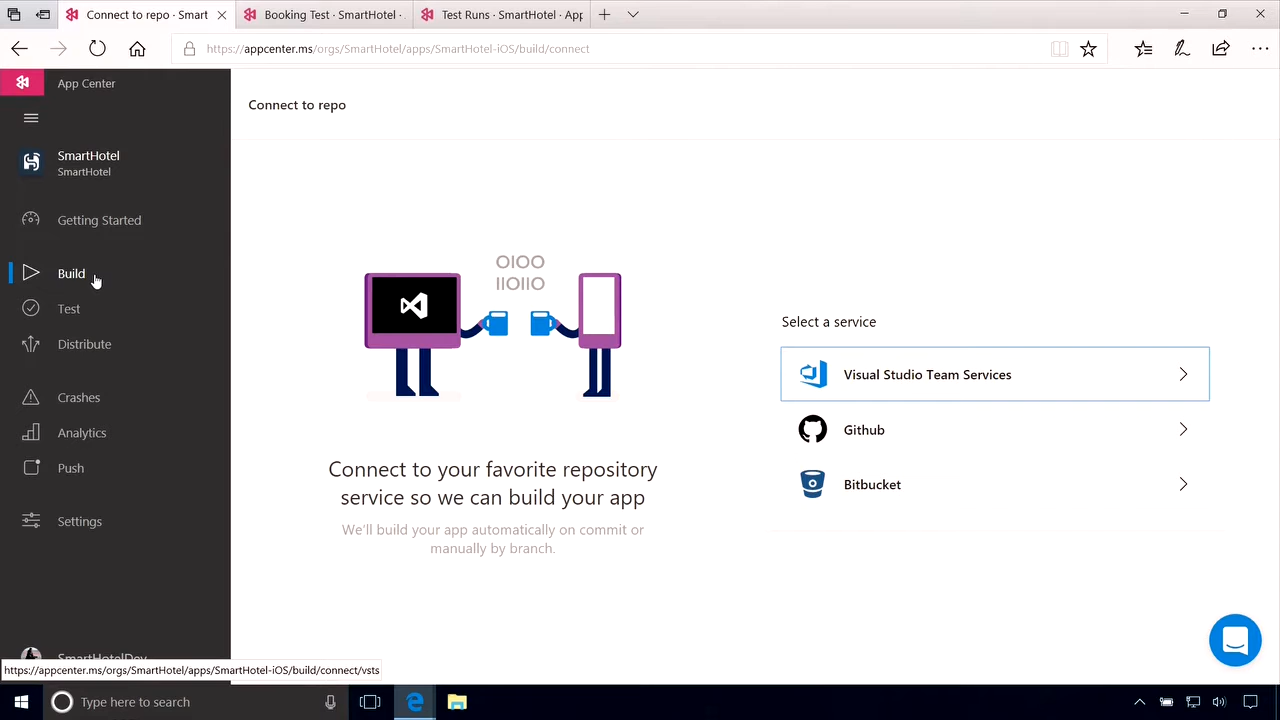 Connect to repo · Smart
Booking Test · SmartHotel ·
Test Runs · SmartHotel · App
https://appcenter.ms/orgs/SmartHotel/apps/SmartHotel-iOS/build/connect
App Center
Connect to repo
SmartHotel
SmartHotel
Getting Started
Build
Test
Distribute
Crashes
Analytics
Push
Settings
SmartHotelDev
OIOO
IIOIIO
Connect to your favorite repository
service so we can build your app
We'll build your app automatically on commit or
manually by branch.
Select a service
Visual Studio Team Services
Github
Bitbucket
https://appcenter.ms/orgs/SmartHotel/apps/SmartHotel-iOS/build/connect/vsts
Type here to search